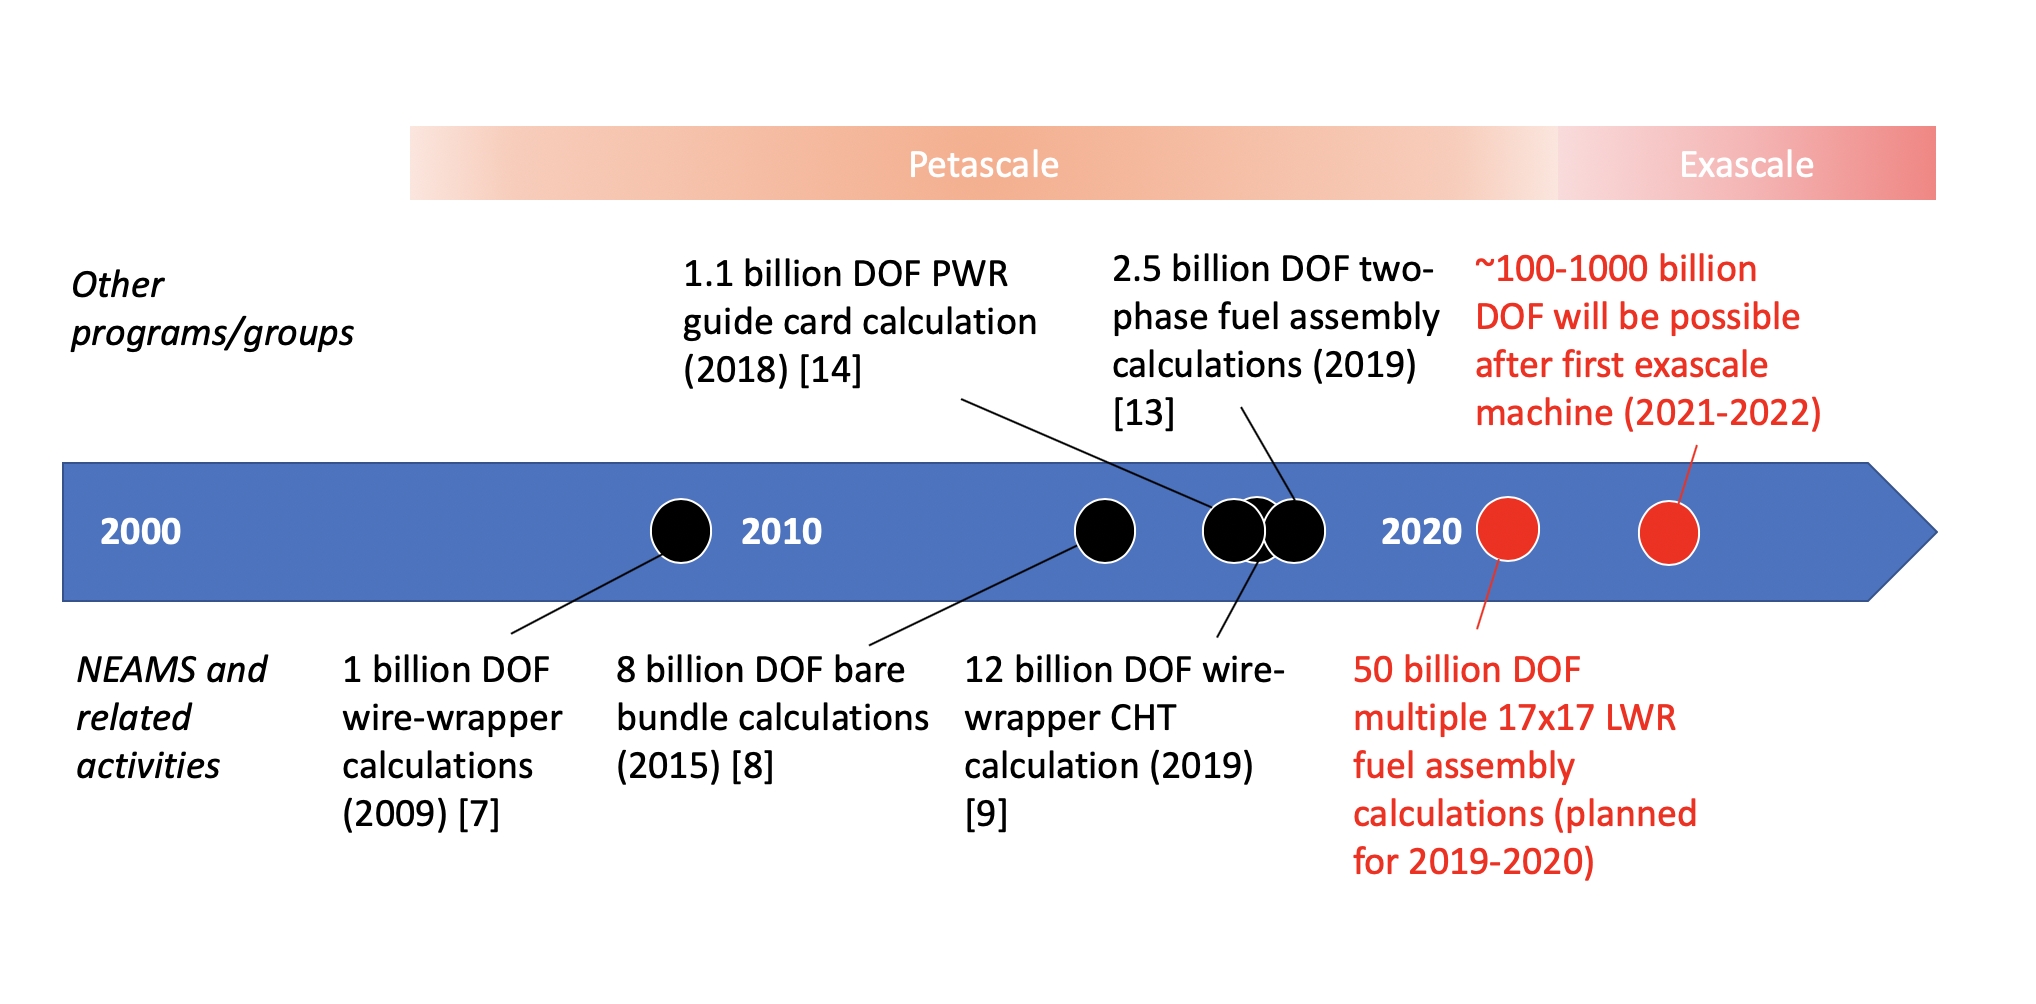 Petascale
Exascale
Other
programs/groups
1.1 billion DOF PWR
guide card calculation
(2018) [14]
2.5 billion DOF two-
phase fuel assembly
calculations (2019)
[13]
~100-1000 billion
DOF will be possible
after first exascale
machine (2021-2022)
2000
2010
2020
NEAMS and
related
activities
1 billion DOF
wire-wrapper
calculations
(2009) [7]
8 billion DOF bare
bundle calculations
(2015) [8]
12 billion DOF wire-
wrapper CHT
calculation (2019)
[9]
50 billion DOF
multiple 17x17 LWR
fuel assembly
calculations (planned
for 2019-2020)